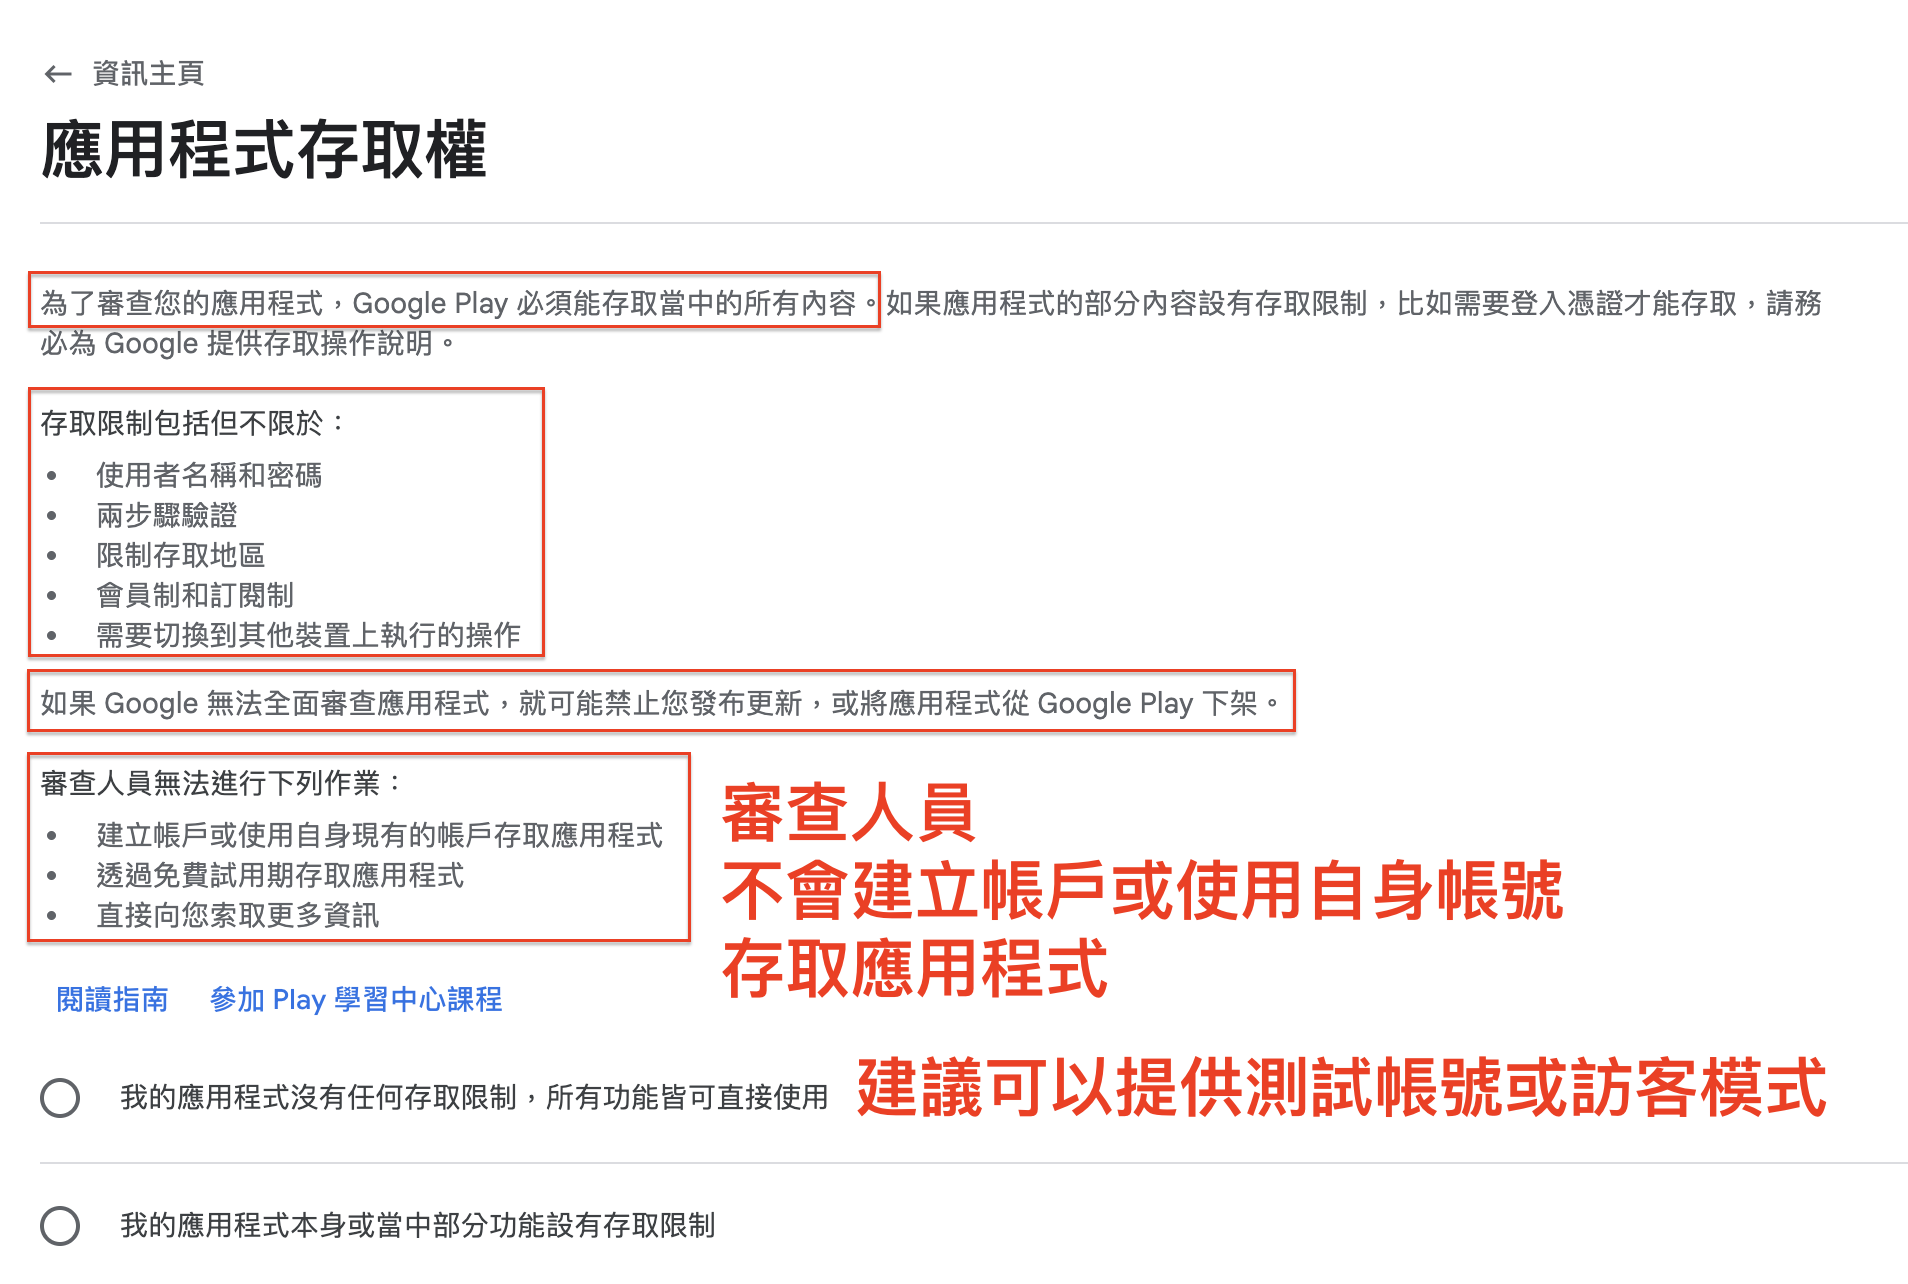 ← 資訊主頁
應用程式存取權
為了審查您的應用程式，Google Play 必須能存取當中的所有內容。如果應用程式的部分內容設有存取限制，比如需要登入憑證才能存取，請務
必為 Google 提供存取操作說明。
存取限制包括但不限於：
• 使用者名稱和密碼
• 兩步驟驗證
• 限制存取地區
• 會員制和訂閱制
• 需要切換到其他裝置上執行的操作
如果 Google 無法全面審查應用程式，就可能禁止您發布更新，或將應用程式從 Google Play 下架。
審查人員無法進行下列作業：
• 建立帳戶或使用自身現有的帳戶存取應用程式
• 透過免費試用期存取應用程式
• 直接向您索取更多資訊
審查人員
不會建立帳戶或使用自身帳號
存取應用程式
閱讀指南 參加 Play 學習中心課程
我的應用程式沒有任何存取限制，所有功能皆可直接使用
建議可以提供測試帳號或訪客模式
我的應用程式本身或當中部分功能設有存取限制